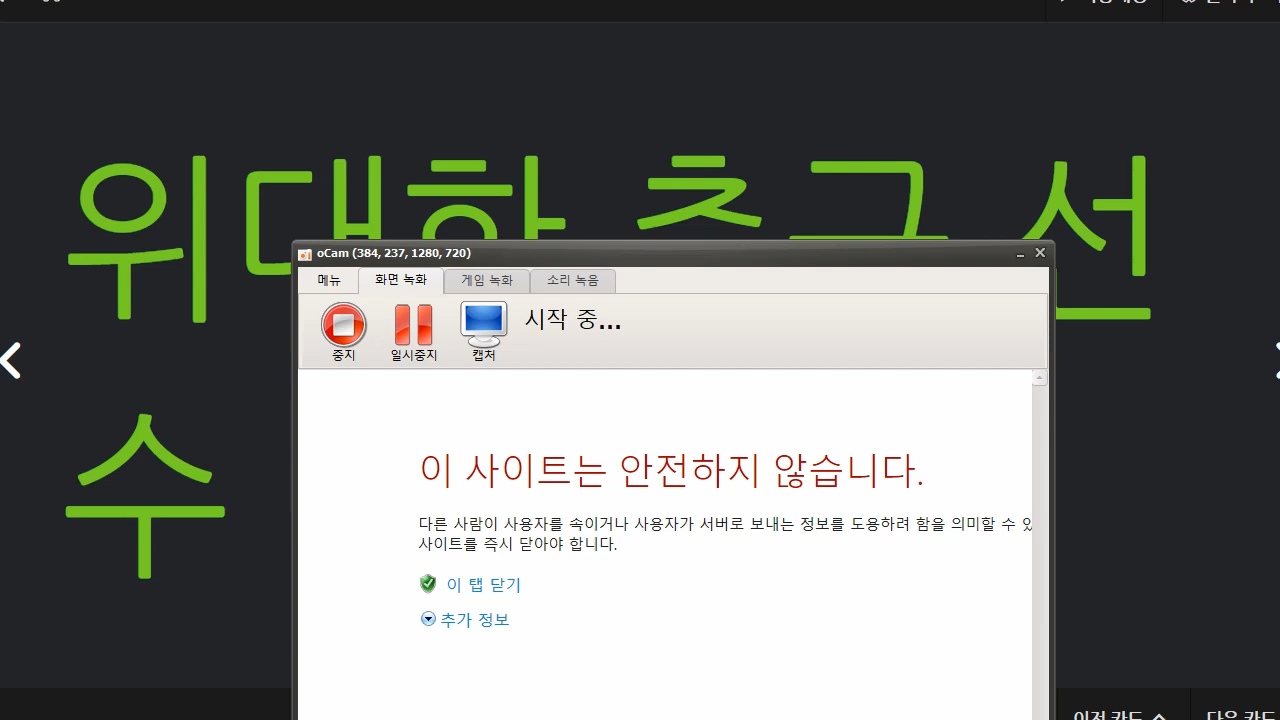 위대한 축구 선
수
oCam (384, 237, 1280, 720)
메뉴 화면 녹화 게임 녹화 소리 녹음
시작 중...
중지 일시중지 캡처
이 사이트는 안전하지 않습니다.
다른 사람이 사용자를 속이거나 사용자가 서버로 보내는 정보를 도용하려 함을 의미할 수
사이트를 즉시 닫아야 합니다.
이 탭 닫기
추가 정보
이전 카드 다음 카드